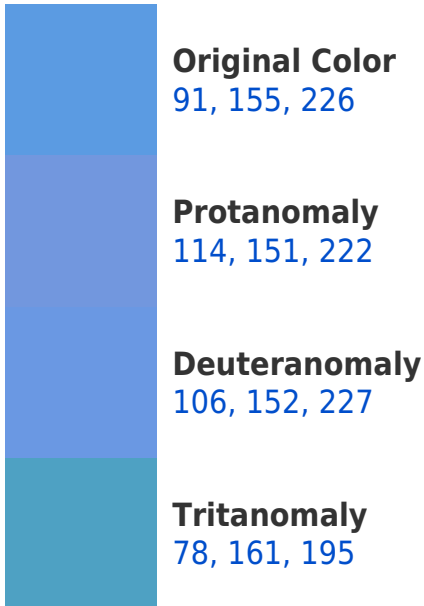 Original Color
91, 155, 226
Protanomaly
114, 151, 222
Deuteranomaly
106, 152, 227
Tritanomaly
78, 161, 195